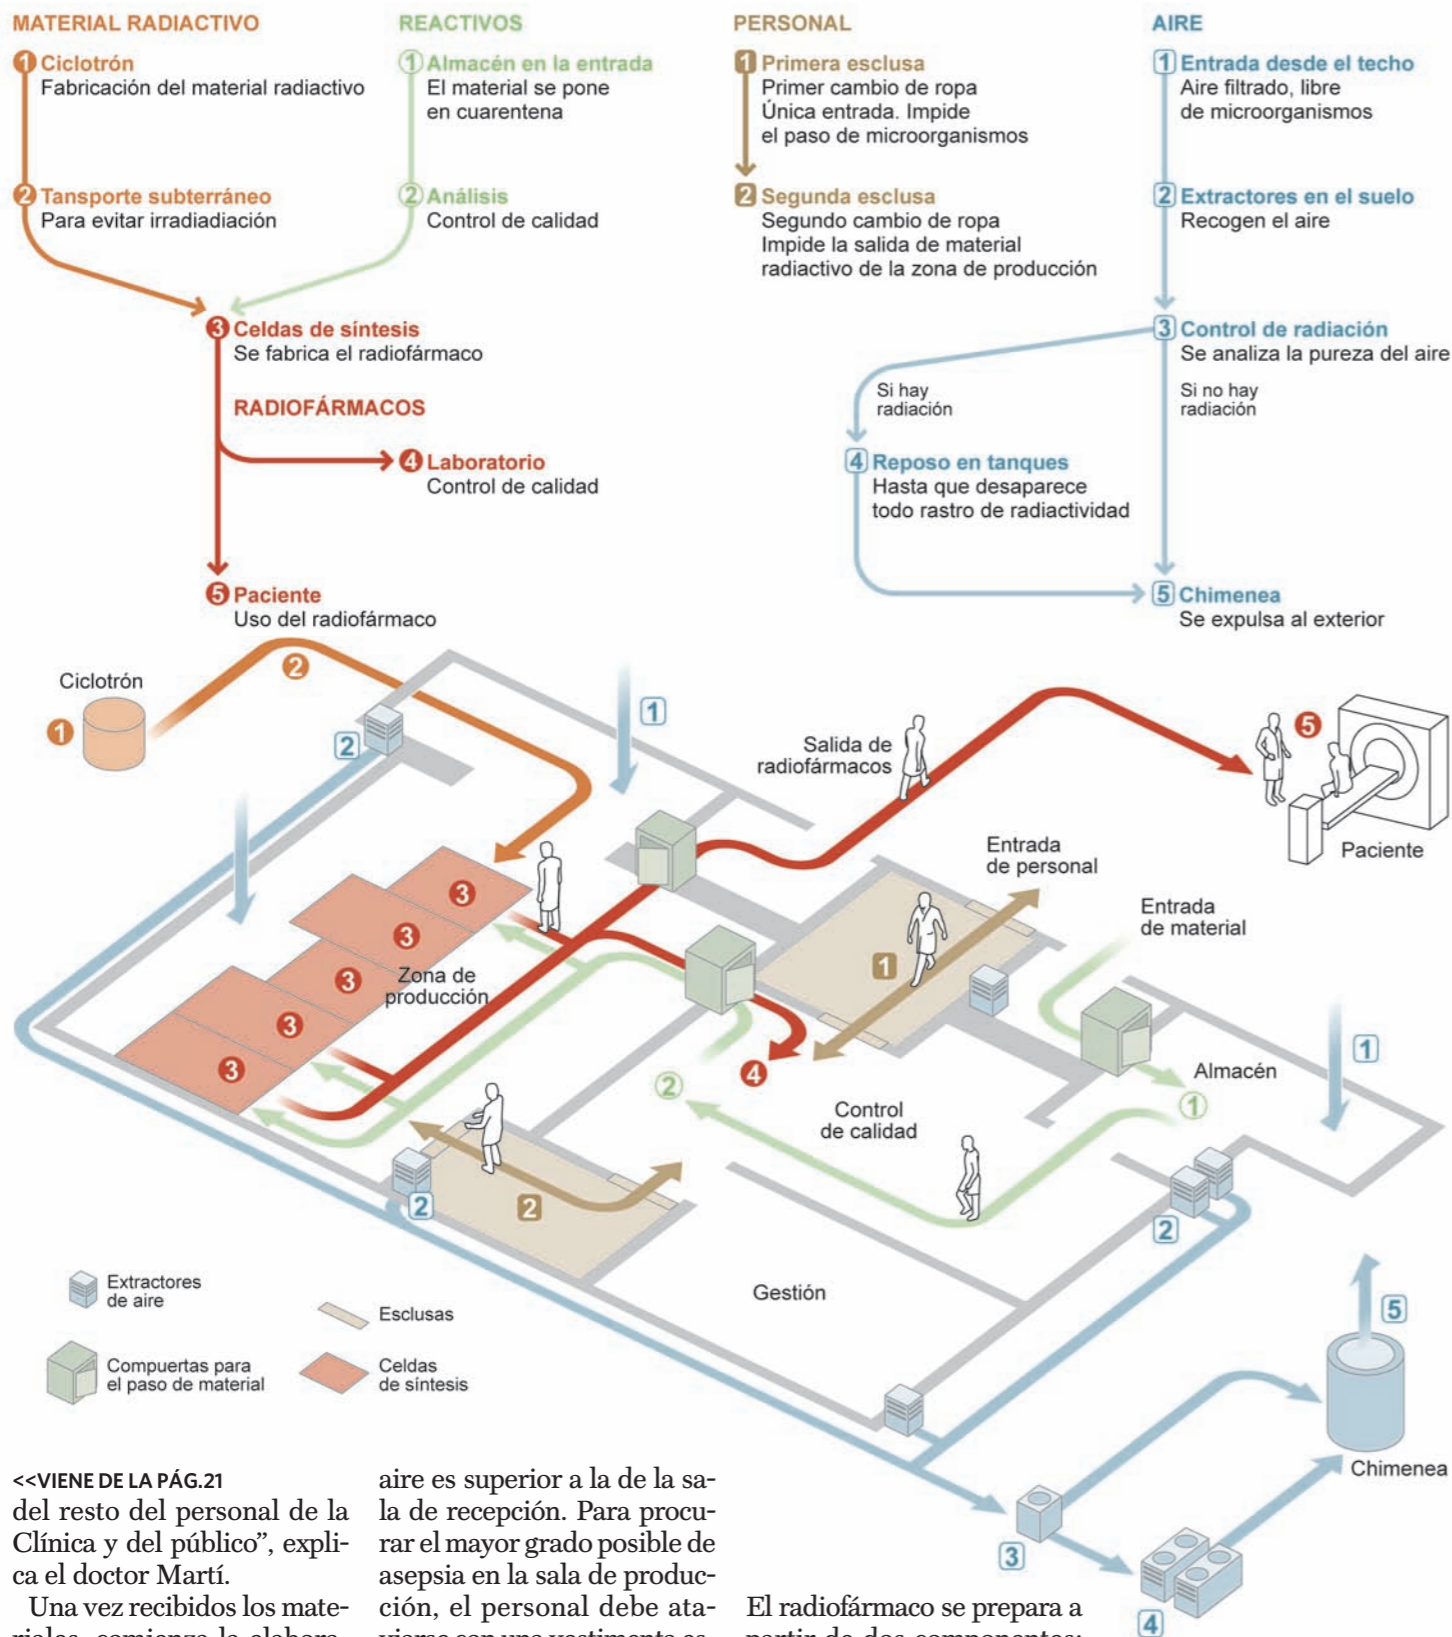 MATERIAL RADIACTIVO
1 Ciclotrón
Fabricación del material radiactivo
2 Tansporte subterráneo
Para evitar irradiadiación
REACTIVOS
1 Almacén en la entrada
El material se pone
en cuarentena
2 Análisis
Control de calidad
3 Celdas de síntesis
Se fabrica el radiofármaco
RADIOFÁRMACOS
4 Laboratorio
Control de calidad
5 Paciente
Uso del radiofármaco
PERSONAL
1 Primera esclusa
Primer cambio de ropa
Única entrada. Impide
el paso de microorganismos
2 Segunda esclusa
Segundo cambio de ropa
Impide la salida de material
radiactivo de la zona de producción
AIRE
1 Entrada desde el techo
Aire filtrado, libre
de microorganismos
2 Extractores en el suelo
Recogen el aire
3 Control de radiación
Se analiza la pureza del aire
Si hay
radiación
Si no hay
radiación
4 Reposo en tanques
Hasta que desaparece
todo rastro de radiactividad
5 Chimenea
Se expulsa al exterior
Ciclotrón
1
2
2
1
Salida de
radiofármacos
5
Paciente
Entrada
de personal
Entrada
de material
3
3
3
3
3
Zona de
producción
1
4
2
Control
de calidad
Almacén
1
1
2
2
2
Gestión
5
Chimenea
3
4
Extractores
de aire
Esclusas
Compuertas para
el paso de material
Celdas
de síntesis
<<VIENE DE LA PÁG.21
del resto del personal de la
Clínica y del público”, expli-
ca el doctor Martí.
Una vez recibidos los mate-
riales, comienza la elabora-
aire es superior a la de la sa-
la de recepción. Para procu-
rar el mayor grado posible de
asepsia en la sala de produc-
ción, el personal debe ata-
viarse con una vestimenta es-
El radiofármaco se prepara a
partir de dos componentes: